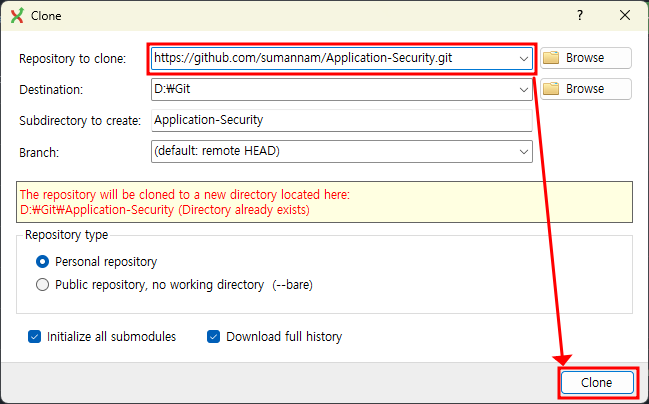 Clone
?
Repository to clone:
https://github.com/sumannam/Application-Security.git
Browse
Destination:
D:₩Git
Browse
Subdirectory to create:
Application-Security
Branch:
(default: remote HEAD)
The repository will be cloned to a new directory located here:
D:₩Git₩Application-Security (Directory already exists)
Repository type
Personal repository
Public repository, no working directory (--bare)
Initialize all submodules
Download full history
Clone